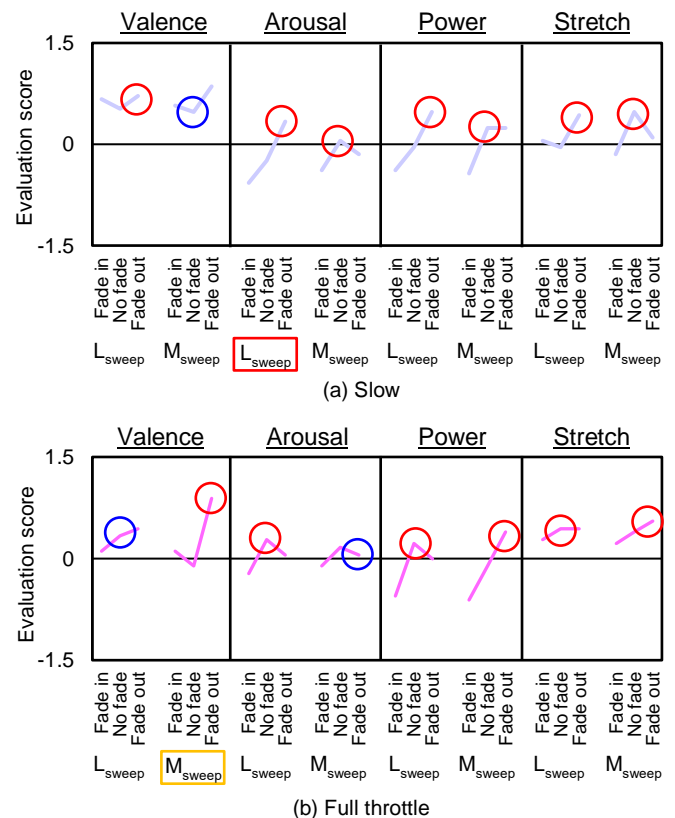 Valence Arousal Power Stretch
1.5
0
-1.5
Evaluation score
Fade in No fade Fade out Fade in No fade Fade out Fade in No fade Fade out Fade in No fade Fade out Fade in No fade Fade out Fade in No fade Fade out Fade in No fade Fade out Fade in No fade Fade out
Lsweep Msweep Lsweep Msweep Lsweep Msweep Lsweep Msweep
(a) Slow
Valence Arousal Power Stretch
1.5
0
-1.5
Evaluation score
Fade in No fade Fade out Fade in No fade Fade out Fade in No fade Fade out Fade in No fade Fade out Fade in No fade Fade out Fade in No fade Fade out Fade in No fade Fade out Fade in No fade Fade out
Lsweep Msweep Lsweep Msweep Lsweep Msweep Lsweep Msweep
(b) Full throttle